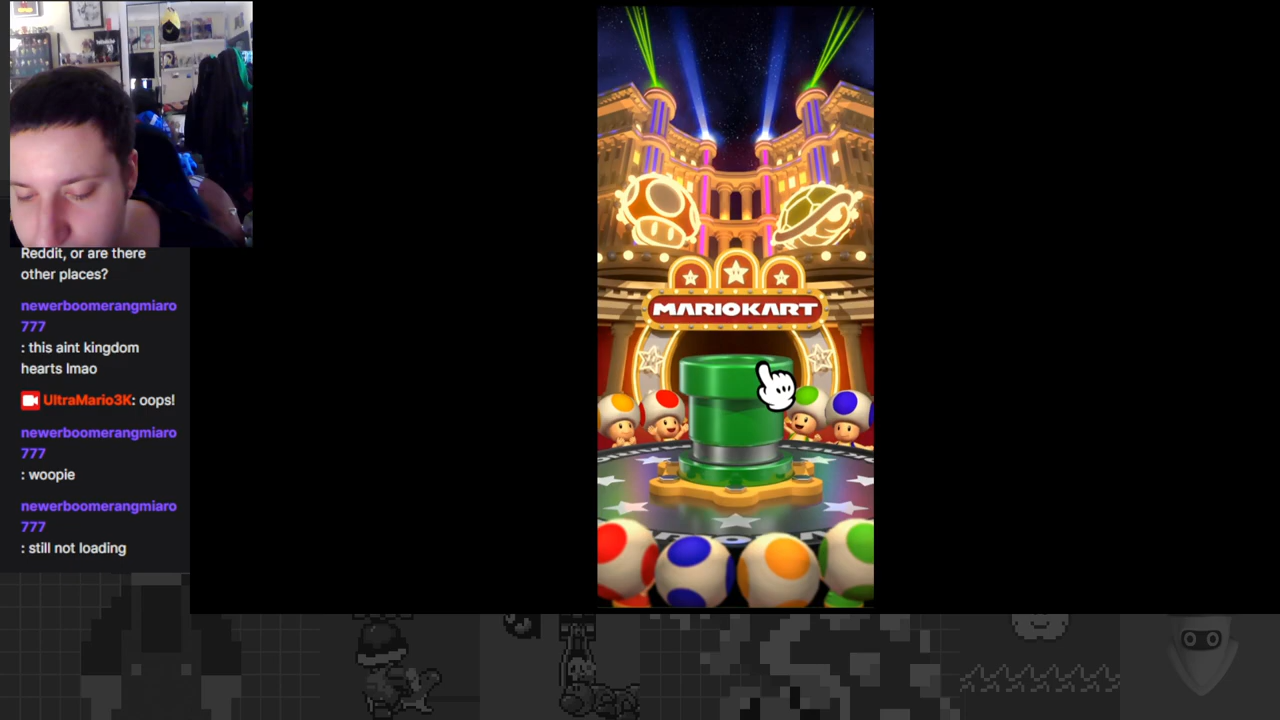 Reddit, or are there
other places?
newerboomerangmiaro
777
: this aint kingdom
hearts lmao
UltraMario3K: oops!
newerboomerangmiaro
777
: woopie
newerboomerangmiaro
777
: still not loading
MARIOKART